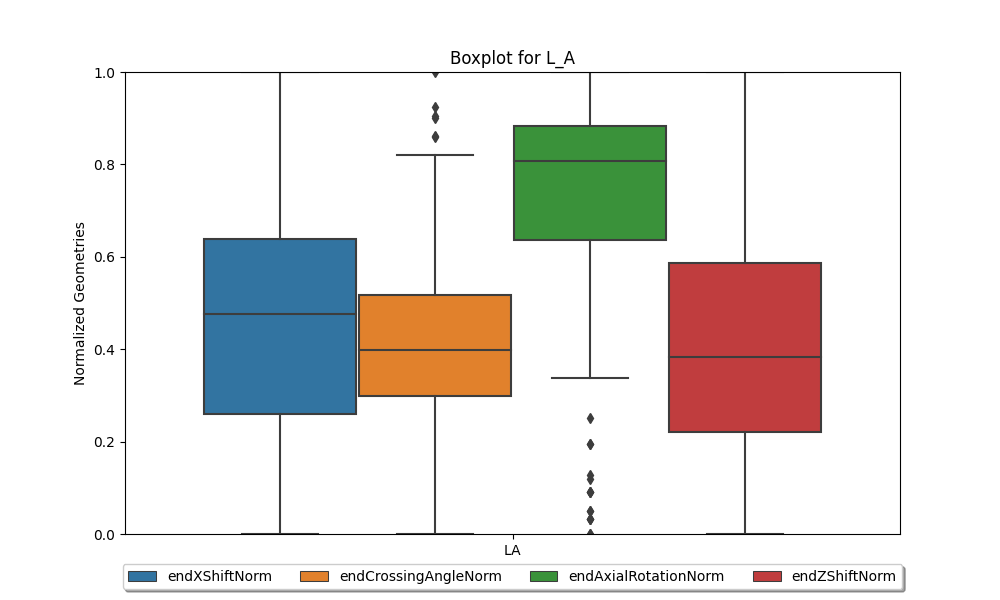 Boxplot for L_A
Normalized Geometries
1.0
0.8
0.6
0.4
0.2
0.0
LA
endXShiftNorm endCrossingAngleNorm endAxialRotationNorm endZShiftNorm